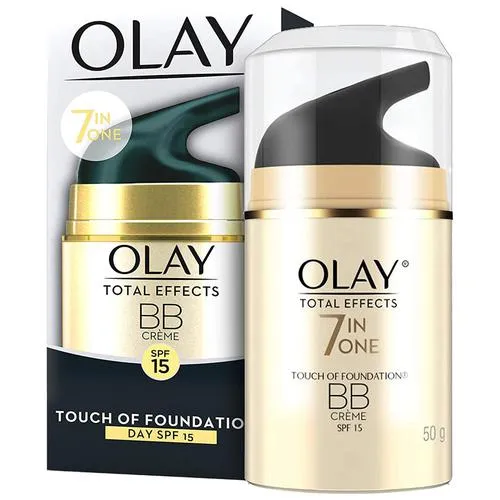 OLAY
7 IN
ONE
OLAY
TOTAL EFFECTS
BB
CRÈME
SPF
15
TOUCH OF FOUNDATIO
DAY SPF 15
OLAY®
TOTAL EFFECTS
7 IN
ONE
TOUCH OF FOUNDATION®
BB
CRÈME
SPF 15
50 g